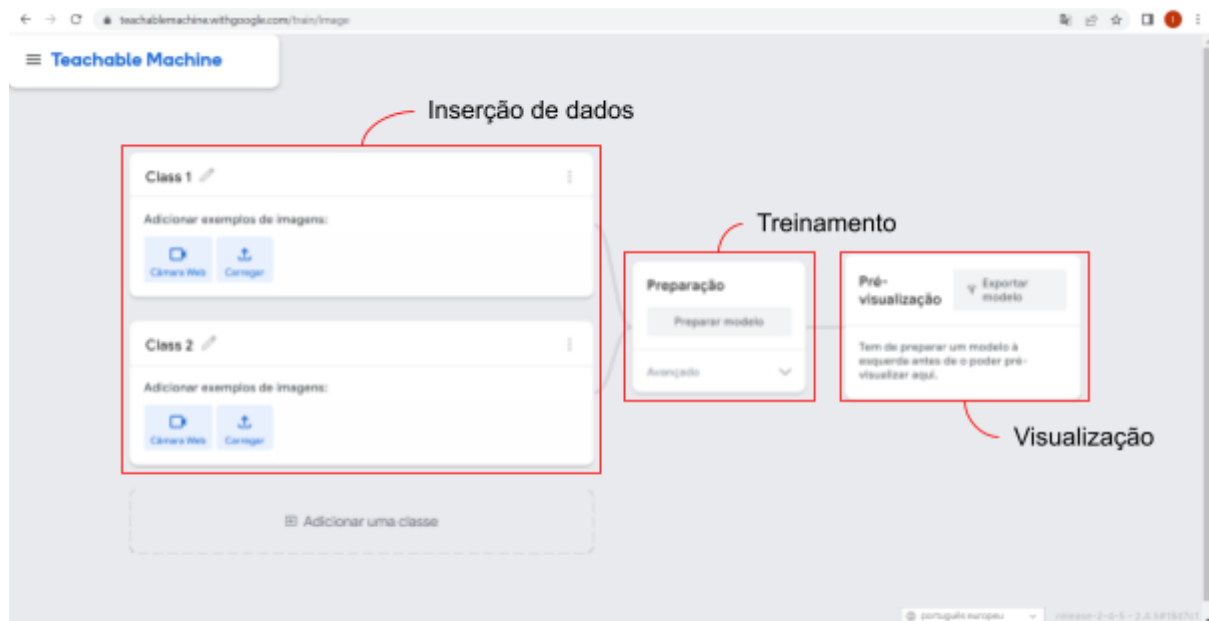 teachablemachine.withgoogle.com/train/image
Teachable Machine
Inserção de dados
Class 1
Adicionar exemplos de imagens:
Câmara Web
Carregar
Class 2
Adicionar exemplos de imagens:
Câmara Web
Carregar
Adicionar uma classe
Treinamento
Preparação
Preparar modelo
Avançado
Pré-
visualização
Exportar
modelo
Tem de preparar um modelo à
esquerda antes de o poder pré-
visualizar aqui.
Visualização
português europeu